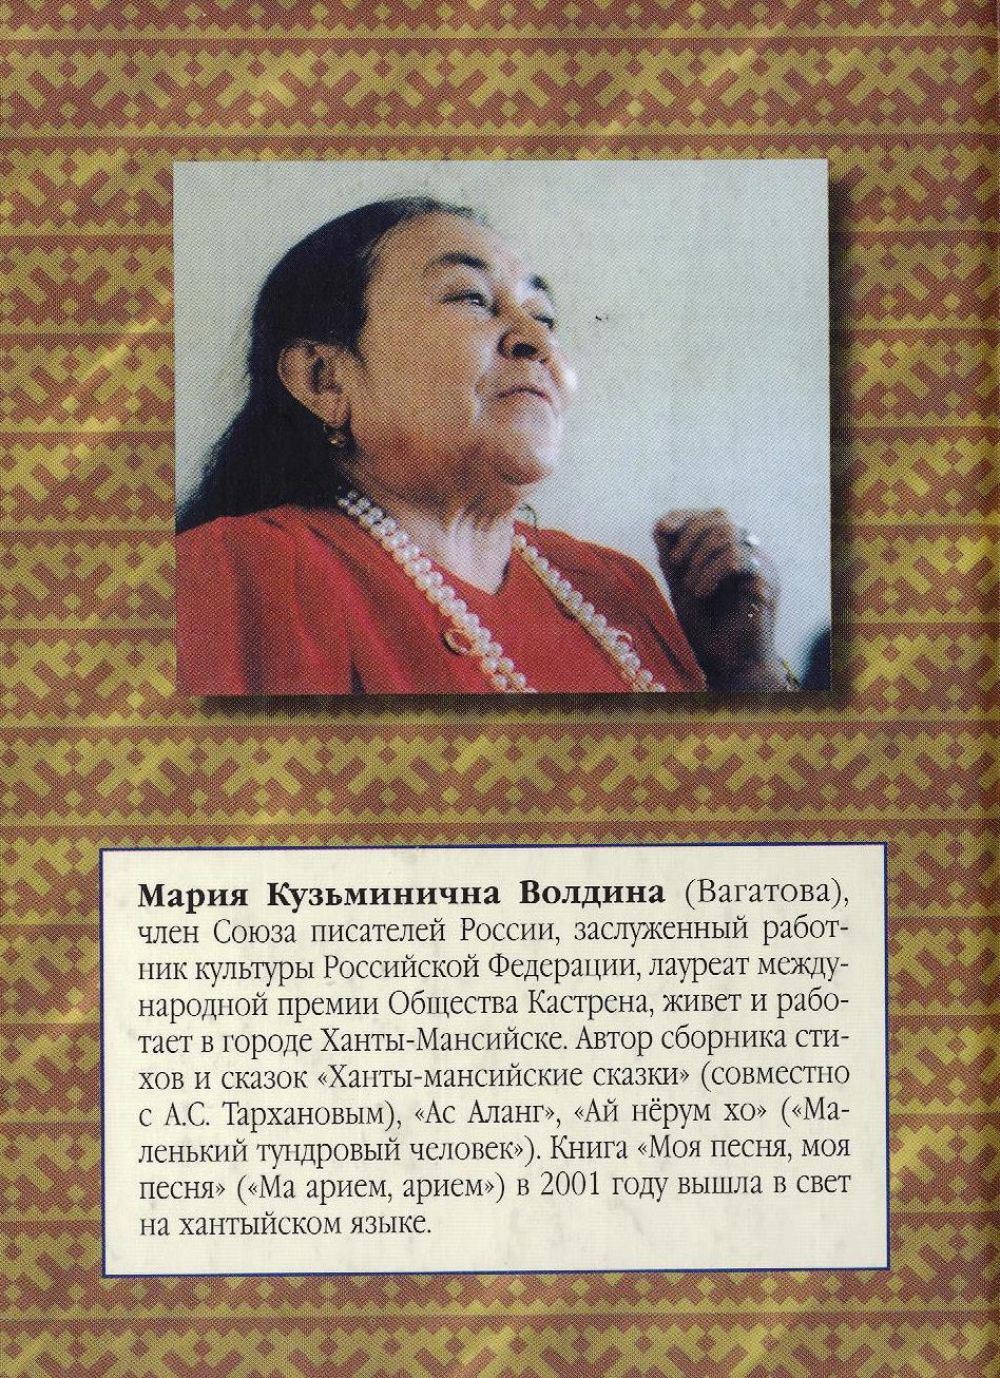 Мария Кузьминична Волдина (Вагатова),
член Союза писателей России, заслуженный работ-
ник культуры Российской Федерации, лауреат между-
народной премии Общества Кастрена, живет и рабо-
тает в городе Ханты-Мансийске. Автор сборника сти-
хов и сказок «Ханты-мансийские сказки» (совместно
с А.С. Тархановым), «Ас Аланг», «Ай нёрум хо» («Ма-
ленький тундровый человек»). Книга «Моя песня, моя
песня» («Ма арием, арием») в 2001 году вышла в свет
на хантыйском языке.